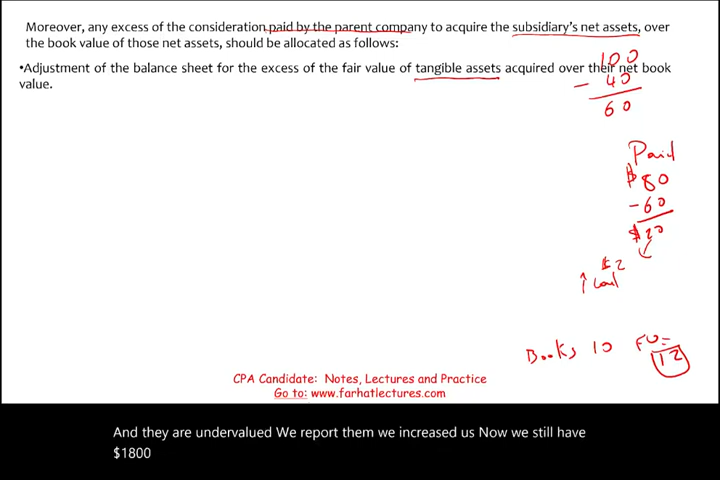 Moreover, any excess of the consideration paid by the parent company to acquire the subsidiary's net assets, over
the book value of those net assets, should be allocated as follows:
•Adjustment of the balance sheet for the excess of the fair value of tangible assets acquired over their net book
value.
100
- 40
60
Paid
$80
-60
$20
$2
↑ Land
Books 10 FV=
12
CPA Candidate: Notes, Lectures and Practice
Go to: www.farhatlectures.com
And they are undervalued We report them we increased us Now we still have
$1800